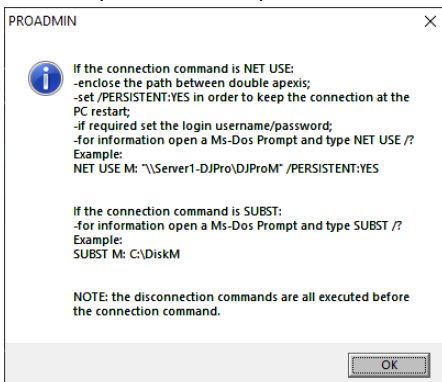 PROADMIN
If the connection command is NET USE:
-enclose the path between double apexis;
-set /PERSISTENT:YES in order to keep the connection at the
PC restart;
-if required set the login username/password;
-for information open a Ms-Dos Prompt and type NET USE /?
Example:
NET USE M: "\\Server1-DJPro\DJProM" /PERSISTENT:YES
If the connection command is SUBST:
-for information open a Ms-Dos Prompt and type SUBST /?
Example:
SUBST M: C:\DiskM
NOTE: the disconnection commands are all executed before
the connection command.
OK